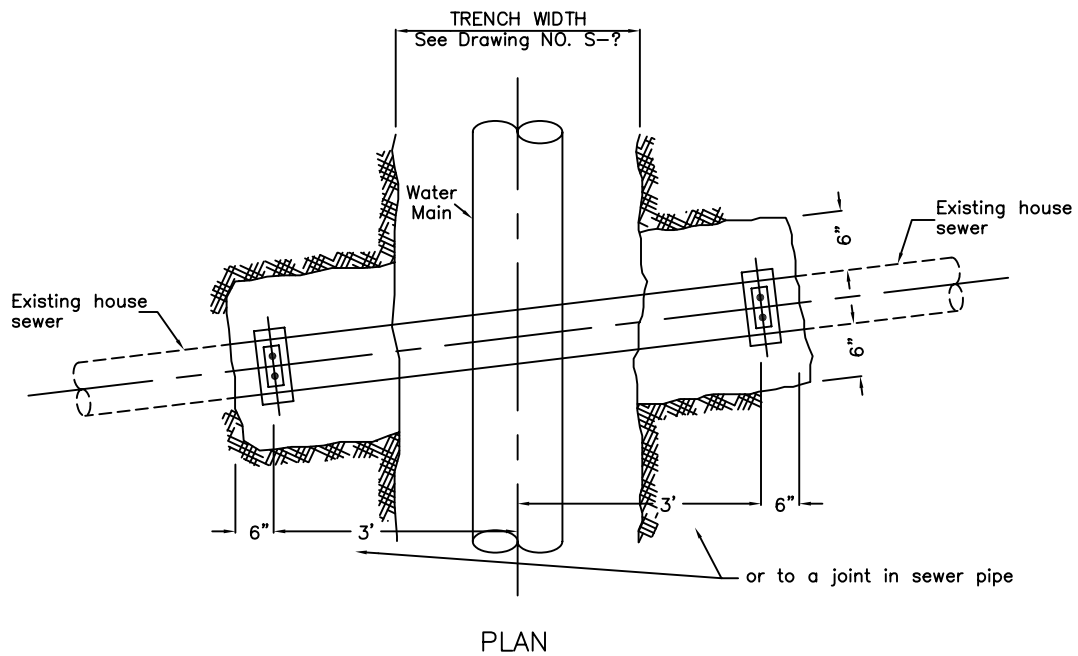 TRENCH WIDTH
See Drawing NO. S-?
Water
Main
Existing house
sewer
6"
Existing house
sewer
6"
6"
3'
3'
6"
or to a joint in sewer pipe
PLAN